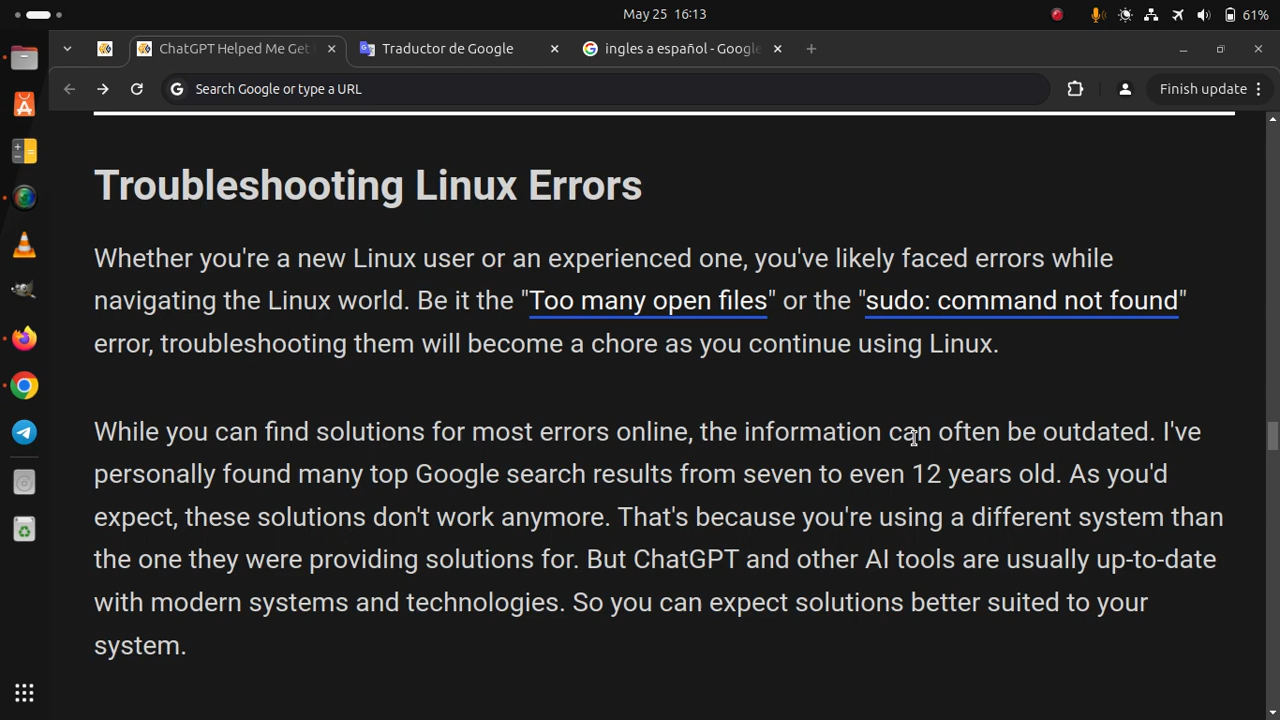 May 25 16:13
61%
ChatGPT Helped Me Get
Traductor de Google
ingles a español - Google
Search Google or type a URL
Finish update
Troubleshooting Linux Errors
Whether you're a new Linux user or an experienced one, you've likely faced errors while
navigating the Linux world. Be it the "Too many open files" or the "sudo: command not found"
error, troubleshooting them will become a chore as you continue using Linux.
While you can find solutions for most errors online, the information can often be outdated. I've
personally found many top Google search results from seven to even 12 years old. As you'd
expect, these solutions don't work anymore. That's because you're using a different system than
the one they were providing solutions for. But ChatGPT and other AI tools are usually up-to-date
with modern systems and technologies. So you can expect solutions better suited to your
system.